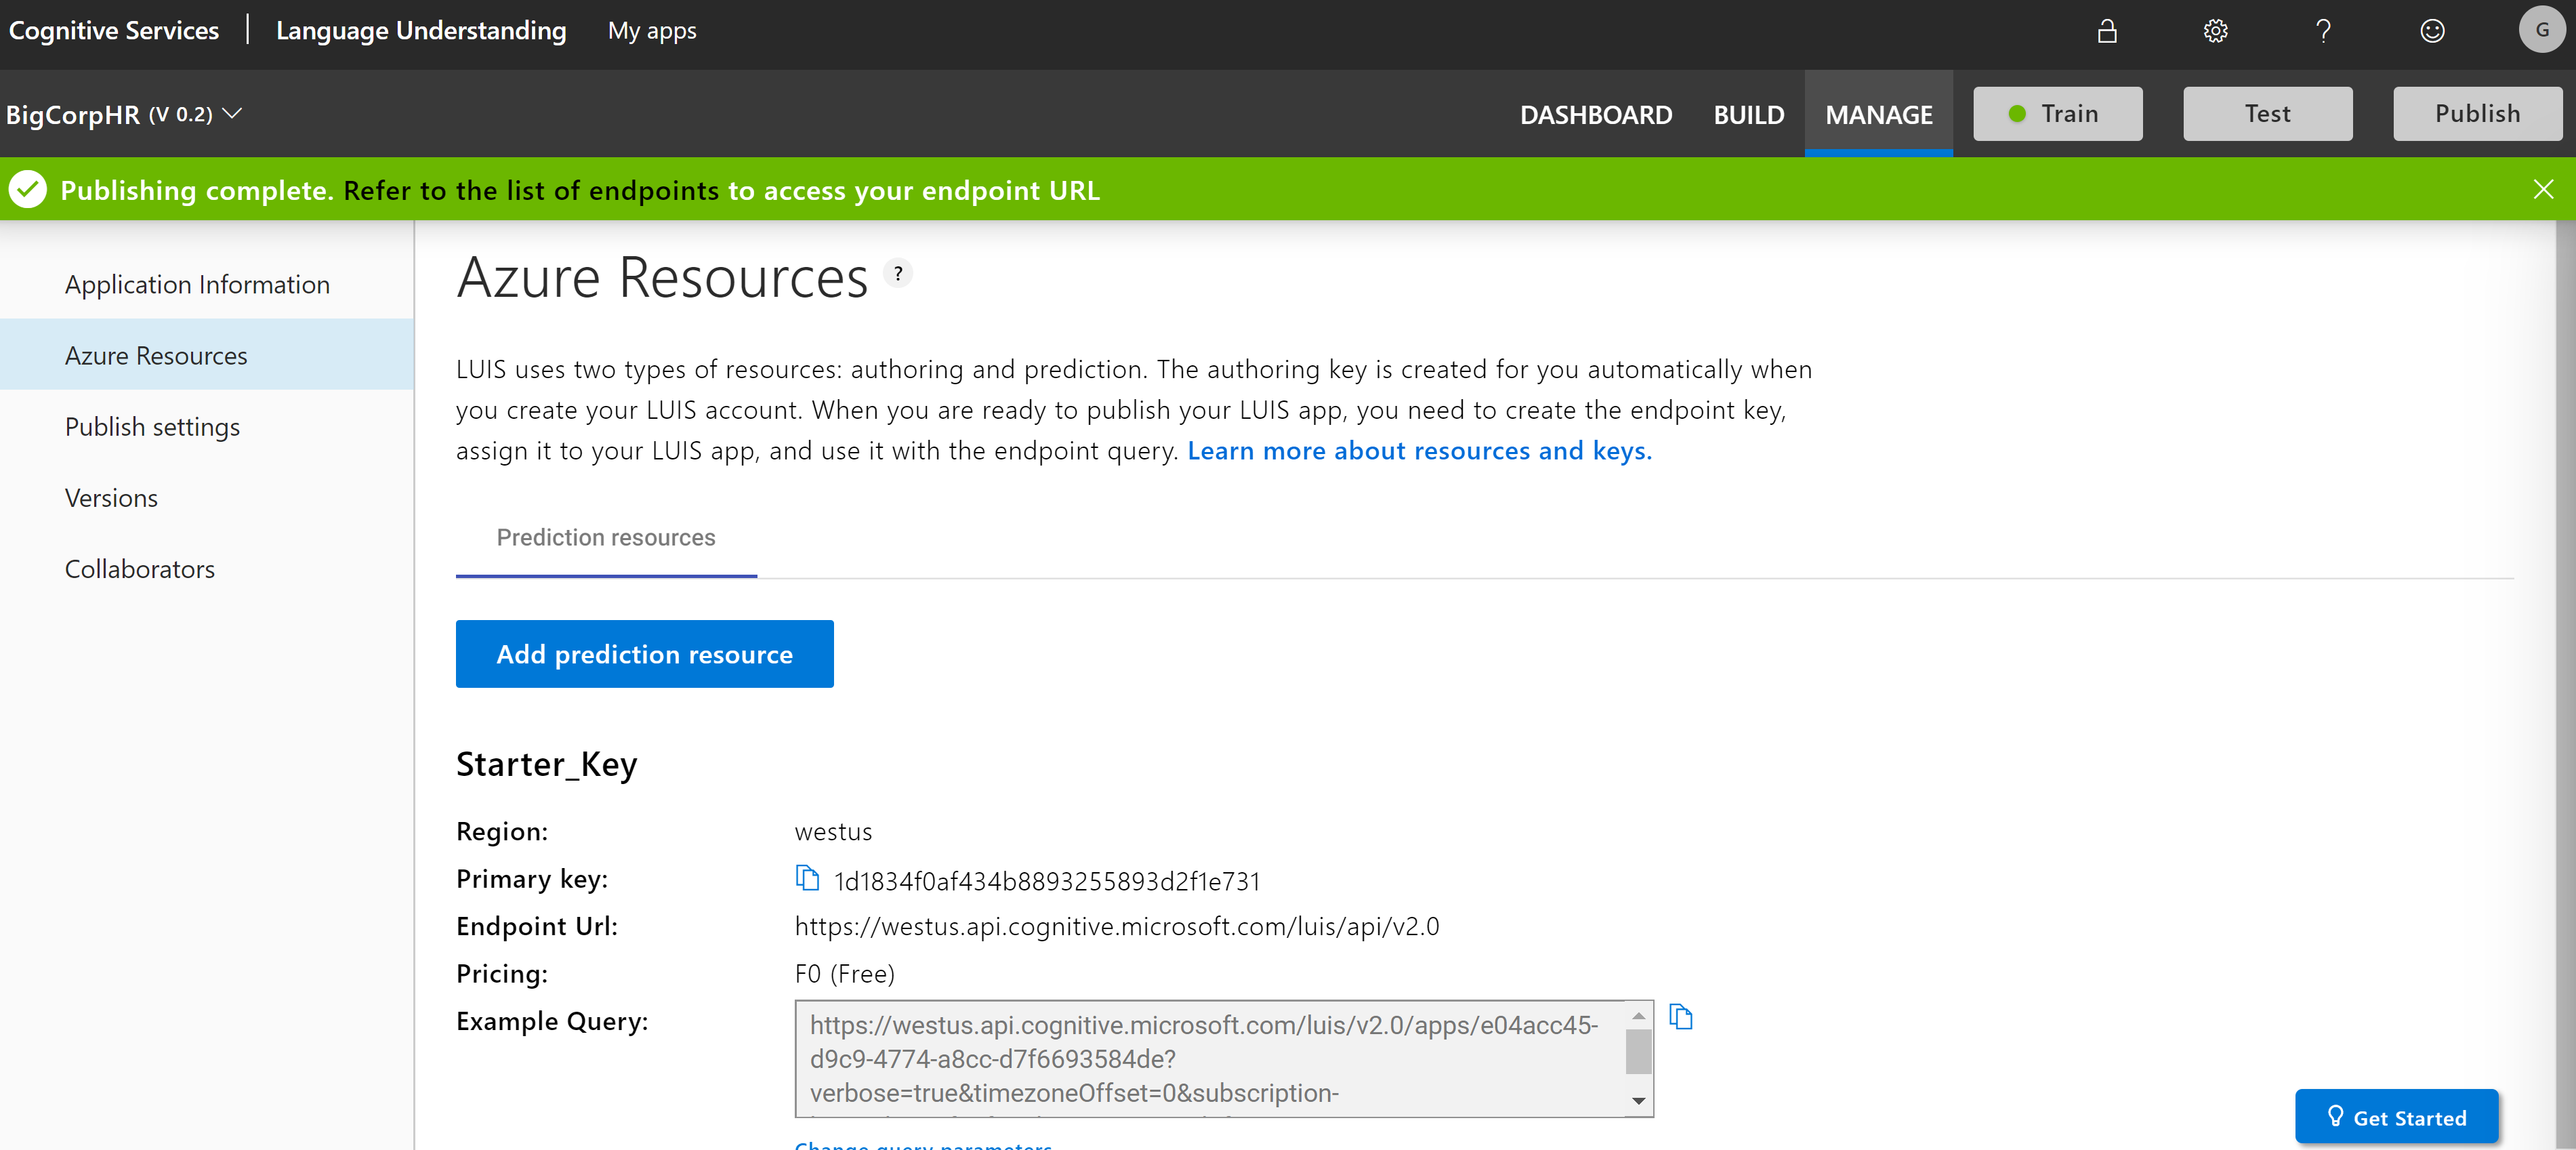 Cognitive Services | Language Understanding My apps
G
BigCorpHR (V 0.2)
DASHBOARD BUILD MANAGE Train Test Publish
Publishing complete. Refer to the list of endpoints to access your endpoint URL
Application Information
Azure Resources
Publish settings
Versions
Collaborators
Azure Resources ?
LUIS uses two types of resources: authoring and prediction. The authoring key is created for you automatically when
you create your LUIS account. When you are ready to publish your LUIS app, you need to create the endpoint key,
assign it to your LUIS app, and use it with the endpoint query. Learn more about resources and keys.
Prediction resources
Add prediction resource
Starter_Key
Region: westus
Primary key: 1d1834f0af434b8893255893d2f1e731
Endpoint Url: https://westus.api.cognitive.microsoft.com/luis/api/v2.0
Pricing: F0 (Free)
Example Query: https://westus.api.cognitive.microsoft.com/luis/v2.0/apps/e04acc45-
d9c9-4774-a8cc-d7f6693584de?
verbose=true&timezoneOffset=0&subscription-
Change query parameters
Get Started